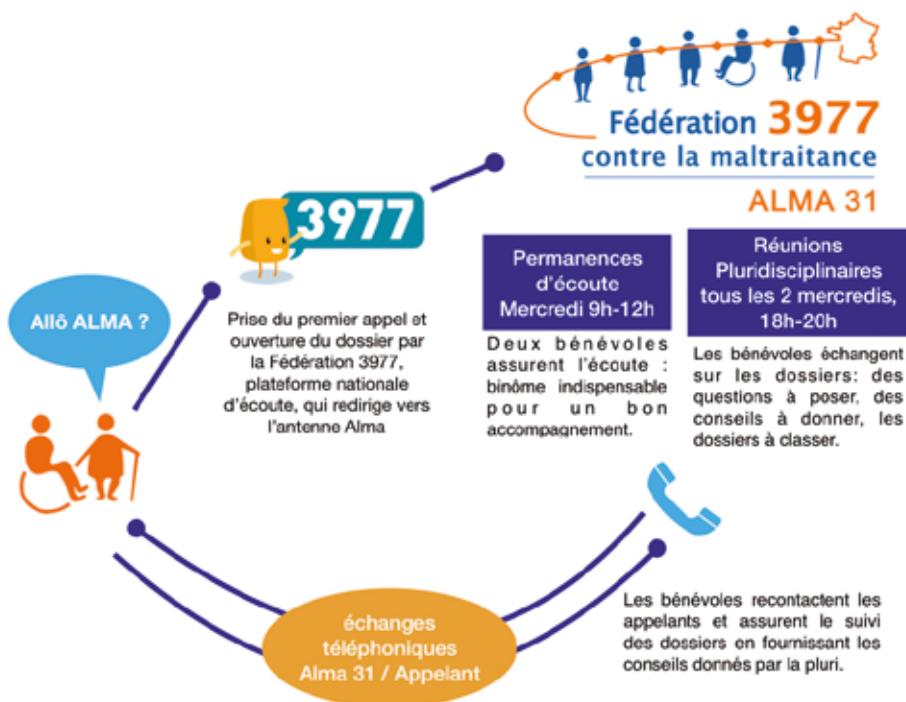 Fédération 3977
contre la maltraitance
ALMA 31
3977
Allô ALMA ?
Prise du premier appel et
ouverture du dossier par
la Fédération 3977,
plateforme nationale
d'écoute, qui redirige vers
l'antenne Alma
Permanences
d'écoute
Mercredi 9h-12h
Deux bénévoles
assurent l'écoute :
binôme indispensable
pour un bon
accompagnement.
Réunions
Pluridisciplinaires
tous les 2 mercredis,
18h-20h
Les bénévoles échangent
sur les dossiers: des
questions à poser, des
conseils à donner, les
dossiers à classer.
échanges
téléphoniques
Alma 31 / Appelant
Les bénévoles recontactent les
appelants et assurent le suivi
des dossiers en fournissant les
conseils donnés par la pluri.